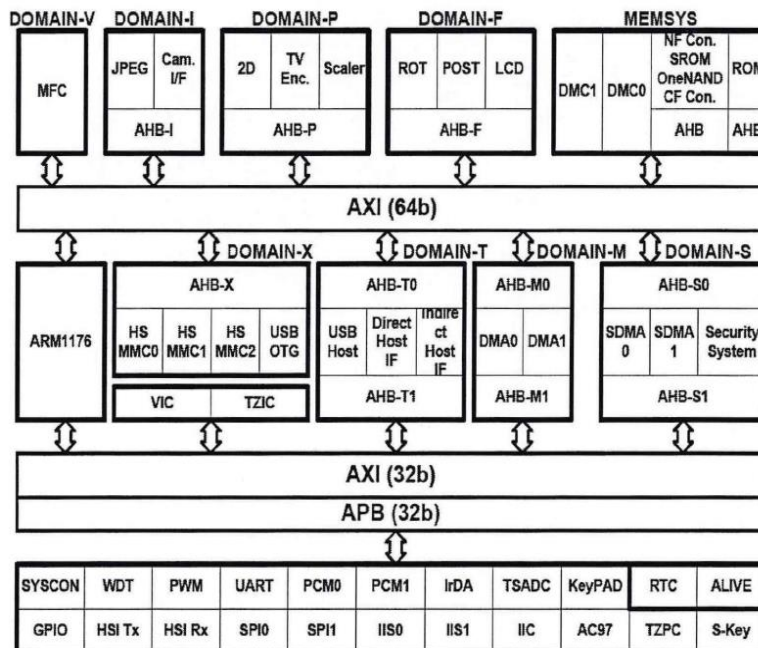 DOMAIN-V DOMAIN-I DOMAIN-P DOMAIN-F MEMSYS
MFC
JPEG
Cam.
I/F
AHB-I
2D
TV
Enc.
Scaler
AHB-P
ROT
POST
LCD
AHB-F
DMC1
DMC0
NF Con.
SROM
OneNAND
CF Con.
AHB
ROM
AHB
AXI (64b)
DOMAIN-X DOMAIN-T DOMAIN-M DOMAIN-S
ARM1176
AHB-X
HS
MMC0
HS
MMC1
HS
MMC2
USB
OTG
VIC
TZIC
AHB-T0
USB
Host
Direct
Host
IF
Indire
ct
Host
IF
AHB-T1
AHB-M0
DMA0
DMA1
AHB-M1
AHB-S0
SDMA
0
SDMA
1
Security
System
AHB-S1
AXI (32b)
APB (32b)
SYSCON WDT PWM UART PCM0 PCM1 IrDA TSADC KeyPAD RTC ALIVE
GPIO HSI Tx HSI Rx SPI0 SPI1 IIS0 IIS1 IIC AC97 TZPC S-Key